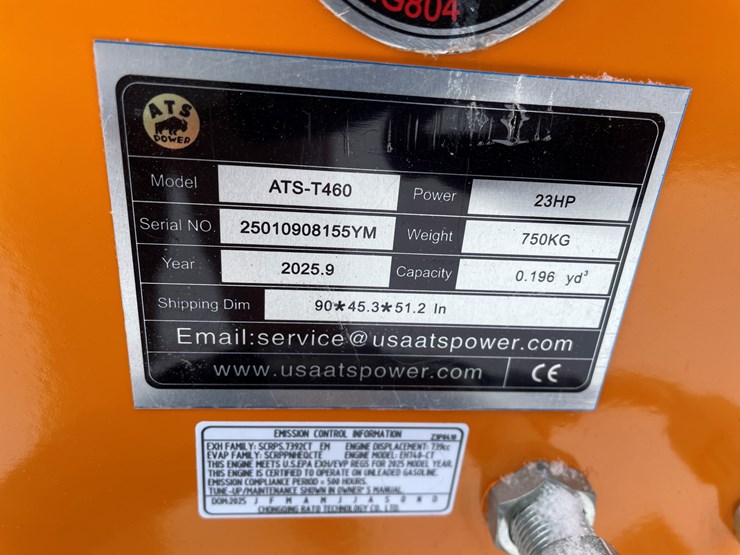 G804
ATS
POWER
Model ATS-T460 Power 23HP
Serial NO. 25010908155YM Weight 750KG
Year 2025.9 Capacity 0.196 yd³
Shipping Dim 90*45.3*51.2 In
Email:service@usaatspower.com
www.usaatspower.com CE
EMISSION CONTROL INFORMATION
EXH FAMILY: SCRPS.7392CT EM ENGINE DISPLACEMENT: 739cc
EVAP FAMILY: SCRPPNHEQCTE ENGINE MODEL: EH740-CT
THIS ENGINE MEETS U.S.EPA EXH/EVP REGS FOR 2025 MODEL YEAR.
THIS ENGINE IS CERTIFIED TO OPERATE ON UNLEADED GASOLINE.
EMISSION COMPLIANCE PERIOD = 500 HOURS.
TUNE-UP/MAINTENANCE SHOWN IN OWNER'S MANUAL.
DOM:2025 J F M A M J J A S O N D
CHONGQING RATO TECHNOLOGY CO. LTD.